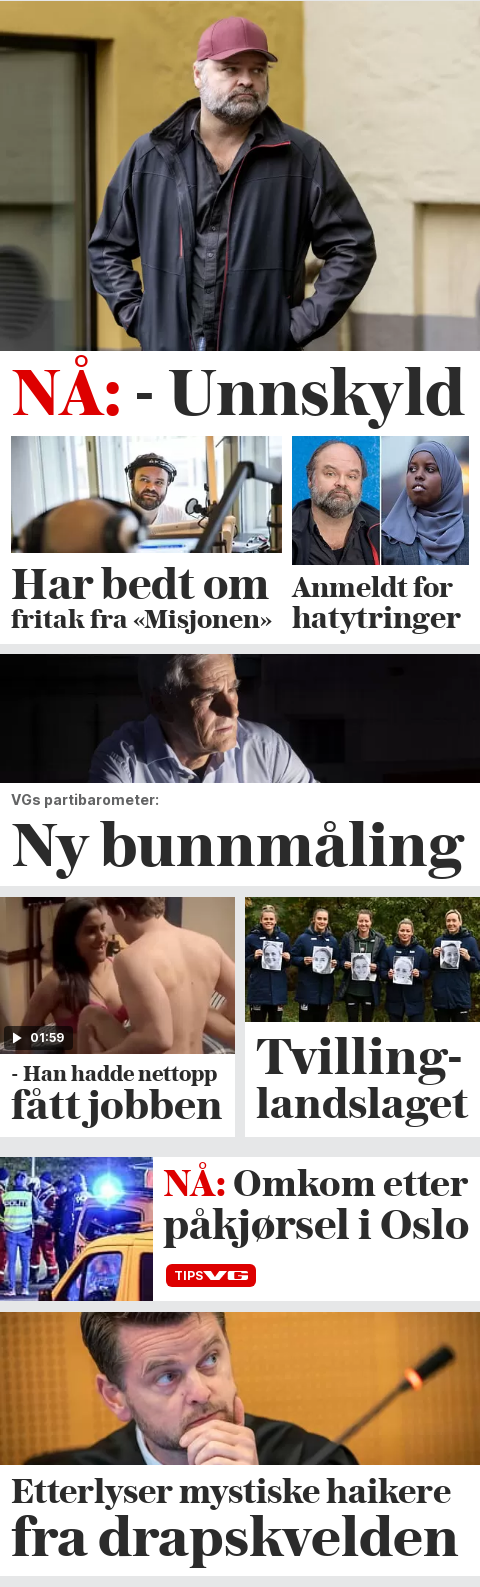 NÅ: - Unnskyld
Har bedt om
fritak fra «Misjonen»
Anmeldt for
hatytringer
VGs partibarometer:
Ny bunnmåling
01:59
- Han hadde nettopp
fått jobben
Tvilling-
landslaget
POLITI
NÅ: Omkom etter
påkjørsel i Oslo
TIPS VG
Etterlyser mystiske haikere
fra drapskvelden